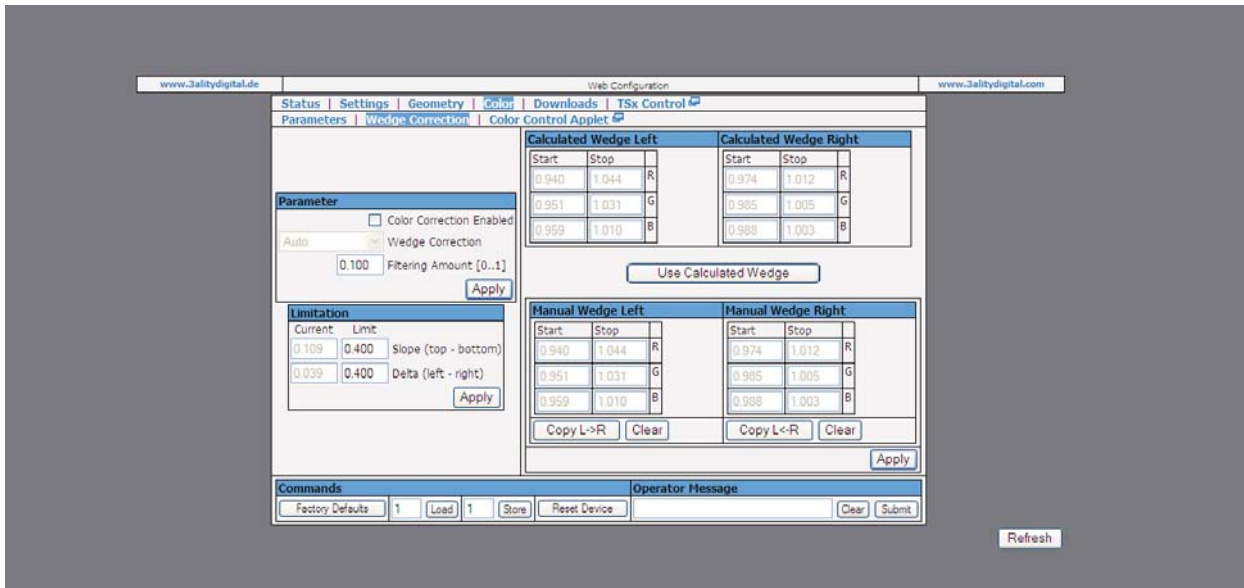 www.3alitydigital.de Web Configuration www.3alitydigital.com
Status | Settings | Geometry | Color | Downloads | TSx Control
Parameters | Wedge Correction | Color Control Applet
Parameter
Color Correction Enabled
Auto Wedge Correction
0.100 Filtering Amount [0..1]
Apply
Limitation
Current Limit
0.109 0.400 Slope (top - bottom)
0.039 0.400 Delta (left - right)
Apply
Calculated Wedge Left Calculated Wedge Right
Start Stop Start Stop
0.940 1.044 R 0.974 1.012 R
0.951 1.031 G 0.985 1.005 G
0.959 1.010 B 0.988 1.003 B
Use Calculated Wedge
Manual Wedge Left Manual Wedge Right
Start Stop Start Stop
0.940 1.044 R 0.974 1.012 R
0.951 1.031 G 0.985 1.005 G
0.959 1.010 B 0.988 1.003 B
Copy L->R Clear Copy L<-R Clear
Apply
Commands Operator Message
Factory Defaults 1 Load 1 Store Reset Device Clear Submit
Refresh